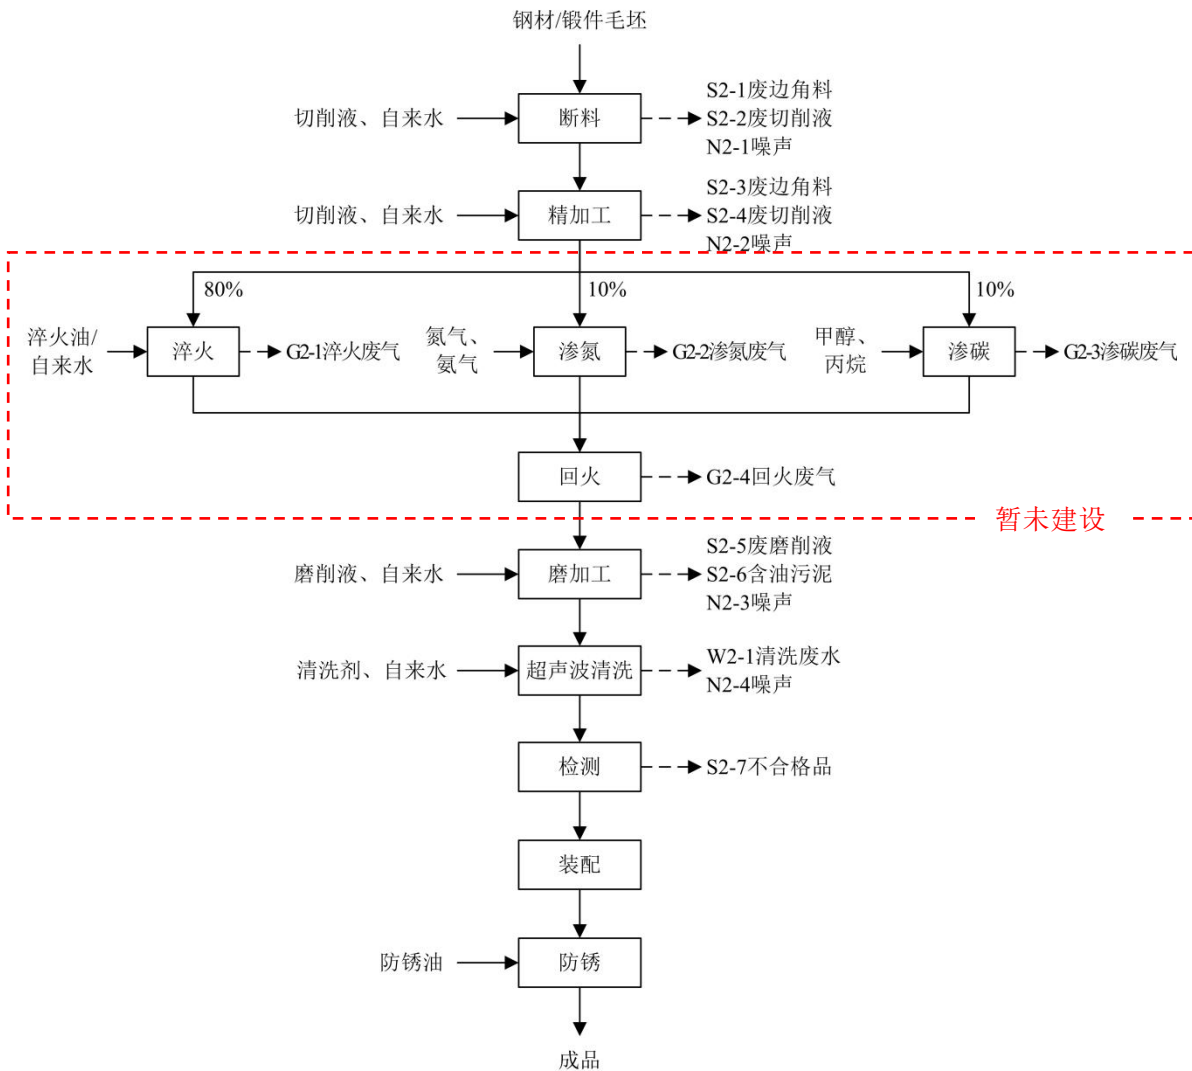 钢材/锻件毛坯
切削液、自来水
断料
S2-1废边角料
S2-2废切削液
N2-1噪声
切削液、自来水
精加工
S2-3废边角料
S2-4废切削液
N2-2噪声
80%
10%
10%
淬火油/
自来水
淬火
G2-1淬火废气
氮气、
氨气
渗氮
G2-2渗氮废气
甲醇、
丙烷
渗碳
G2-3渗碳废气
回火
G2-4回火废气
暂未建设
磨削液、自来水
磨加工
S2-5废磨削液
S2-6含油污泥
N2-3噪声
清洗剂、自来水
超声波清洗
W2-1清洗废水
N2-4噪声
检测
S2-7不合格品
装配
防锈油
防锈
成品